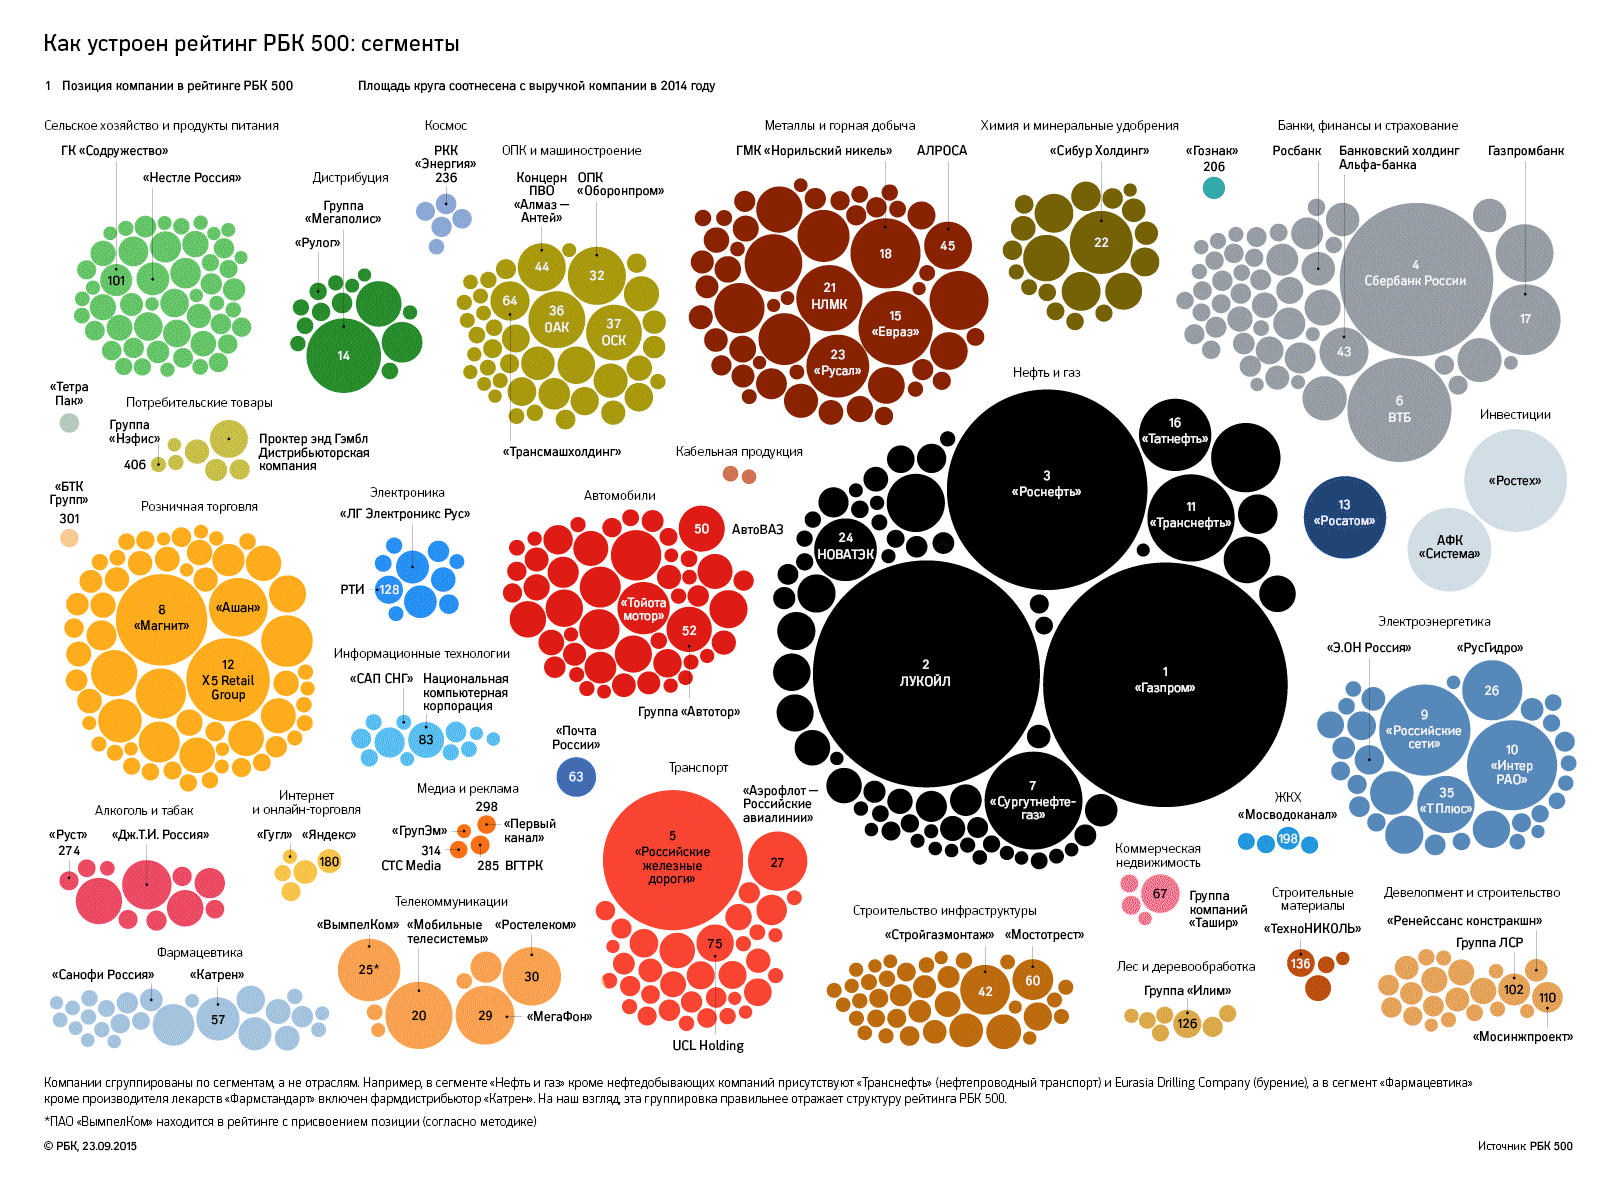 Как устроен рейтинг РБК 500: сегменты
1 Позиция компании в рейтинге РБК 500
Площадь круга соотнесена с выручкой компании в 2014 году
Сельское хозяйство и продукты питания
ГК «Содружество»
«Нестле Россия»
101
Дистрибуция
Группа
«Мегаполис»
«Рулог»
14
Космос
РКК
«Энергия»
236
ОПК и машиностроение
Концерн
ПВО
«Алмаз —
Антей»
ОПК
«Оборонпром»
44
32
64
36
ОАК
37
ОСК
«Трансмашхолдинг»
Металлы и горная добыча
ГМК «Норильский никель»
АЛРОСА
18
45
21
НЛМК
15
«Евраз»
23
«Русал»
Химия и минеральные удобрения
«Сибур Холдинг»
22
Банки, финансы и страхование
«Гознак»
206
Росбанк
Банковский холдинг
Альфа-банка
Газпромбанк
4
Сбербанк России
17
43
6
ВТБ
«Тетра
Пак»
Потребительские товары
Группа
«Нэфис»
406
Проктер энд Гэмбл
Дистрибьюторская
компания
«БТК
Групп»
301
Розничная торговля
8
«Магнит»
«Ашан»
12
X5 Retail
Group
Электроника
«ЛГ Электроникс Рус»
РТИ
128
Кабельная продукция
Автомобили
50
АвтоВАЗ
«Тойота
мотор»
52
Группа «Автотор»
Нефть и газ
3
«Роснефть»
16
«Татнефть»
11
«Транснефть»
24
НОВАТЭК
2
ЛУКОЙЛ
1
«Газпром»
7
«Сургутнефте-
газ»
13
«Росатом»
Инвестиции
«Ростех»
АФК
«Система»
Информационные технологии
«САП СНГ»
Национальная
компьютерная
корпорация
83
«Почта
России»
63
Электроэнергетика
«Э.ОН Россия»
«РусГидро»
26
9
«Российские
сети»
10
«Интер
РАО»
35
«Т Плюс»
Алкоголь и табак
«Руст»
274
«Дж.Т.И. Россия»
Интернет
и онлайн-торговля
«Гугл»
«Яндекс»
180
Медиа и реклама
298
«ГрупЭм»
«Первый
канал»
314
СТС Media
285 ВГТРК
Транспорт
«Аэрофлот —
Российские
авиалинии»
5
«Российские
железные
дороги»
27
75
UCL Holding
ЖКХ
«Мосводоканал»
198
Коммерческая
недвижимость
67
Группа
компаний
«Ташир»
Строительные
материалы
«ТехноНИКОЛЬ»
136
Девелопмент и строительство
«Ренейссанс констракшн»
Группа ЛСР
102
110
«Мосинжпроект»
Фармацевтика
«Санофи Россия»
«Катрен»
57
Телекоммуникации
«ВымпелКом»
«Мобильные
телесистемы»
«Ростелеком»
25*
20
29
30
«МегаФон»
Строительство инфраструктуры
«Стройгазмонтаж»
«Мостотрест»
42
60
Лес и деревообработка
Группа «Илим»
126
Компании сгруппированы по сегментам, а не отраслям. Например, в сегменте «Нефть и газ» кроме нефтедобывающих компаний присутствуют «Транснефть» (нефтепроводный транспорт) и Eurasia Drilling Company (бурение), а в сегмент «Фармацевтика»
кроме производителя лекарств «Фармстандарт» включен фармдистрибьютор «Катрен». На наш взгляд, эта группировка правильнее отражает структуру рейтинга РБК 500.
*ПАО «ВымпелКом» находится в рейтинге с присвоением позиции (согласно методике)
© РБК, 23.09.2015
Источник: РБК 500